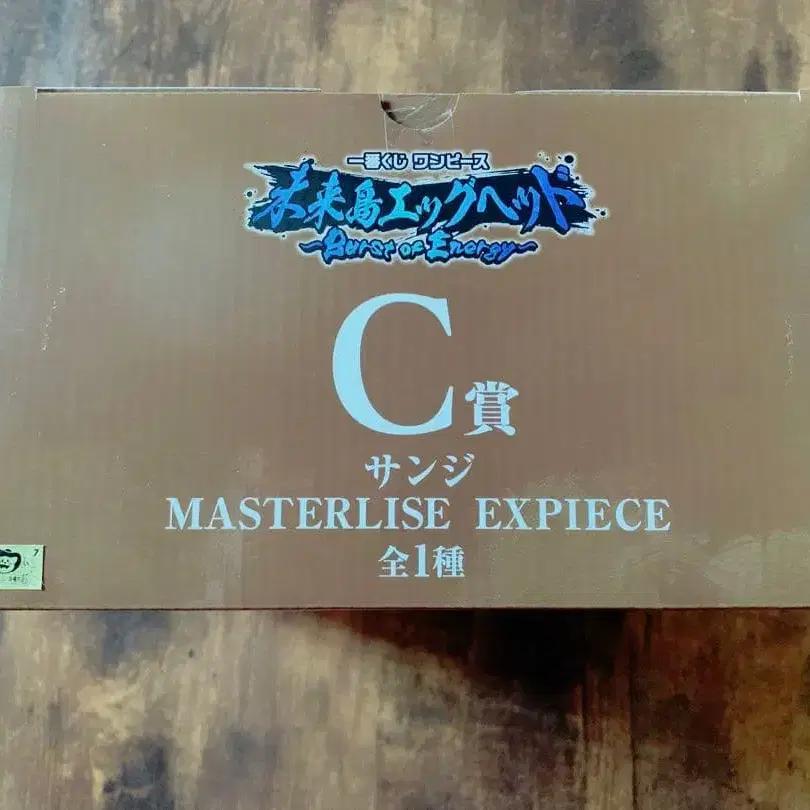 一番くじ ワンピース
未来島エッグヘッド
~Burst of Energy~
C賞
サンジ
MASTERLISE EXPIECE
全1種